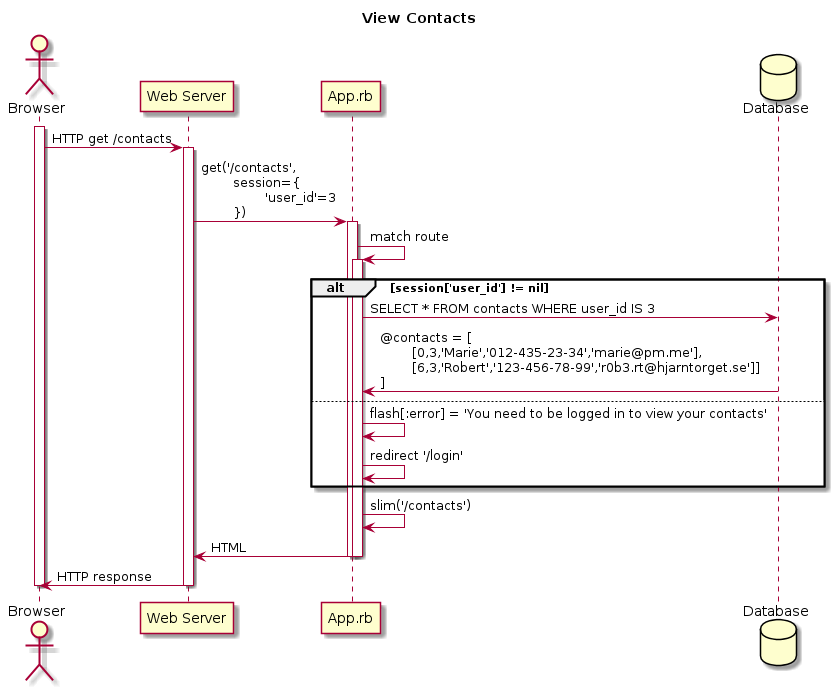 View Contacts
Browser
Web Server
App.rb
Database
HTTP get /contacts
get('/contacts',
session={
'user_id'=3
})
match route
alt
[session['user_id'] != nil]
SELECT * FROM contacts WHERE user_id IS 3
@contacts = [
[0,3,'Marie','012-435-23-34','marie@pm.me'],
[6,3,'Robert','123-456-78-99','r0b3.rt@hjarntorget.se']]
]
flash[:error] = 'You need to be logged in to view your contacts'
redirect '/login'
slim('/contacts')
HTML
HTTP response
Browser
Web Server
App.rb
Database